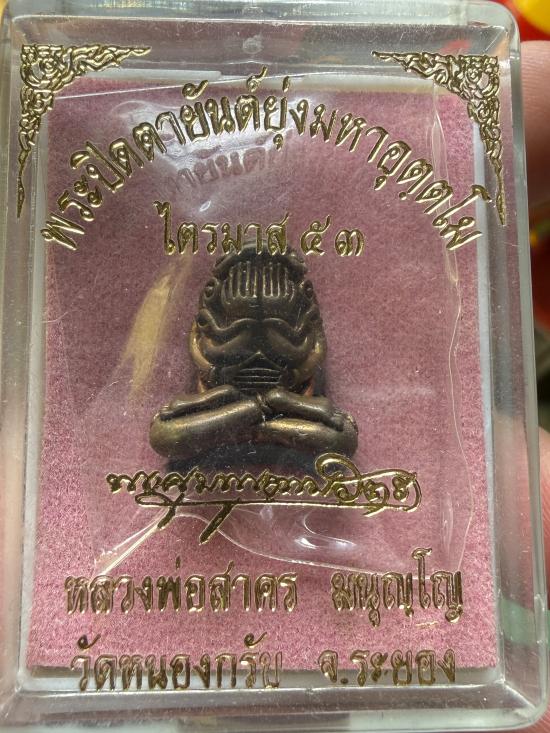 พระปิดตายันต์ยุ่งมหาอุตฺตโม
ไตรมาส ๕๓
หลวงพ่อสาคร มนุญฺโญ
วัดหนองกรับ จ.ระยอง